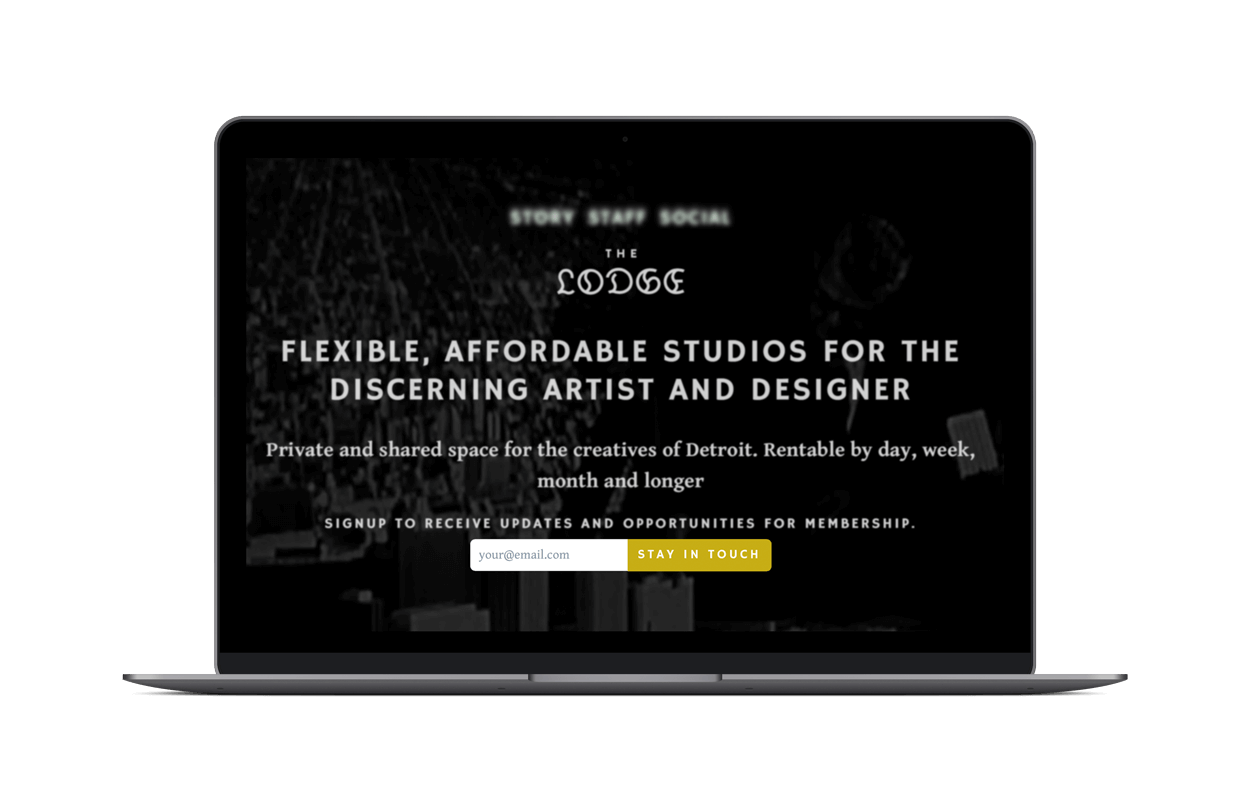 STORY STAFF SOCIAL
THE
LODGE
FLEXIBLE, AFFORDABLE STUDIOS FOR THE
DISCERNING ARTIST AND DESIGNER
Private and shared space for the creatives of Detroit. Rentable by day, week,
month and longer
SIGNUP TO RECEIVE UPDATES AND OPPORTUNITIES FOR MEMBERSHIP.
your@email.com STAY IN TOUCH